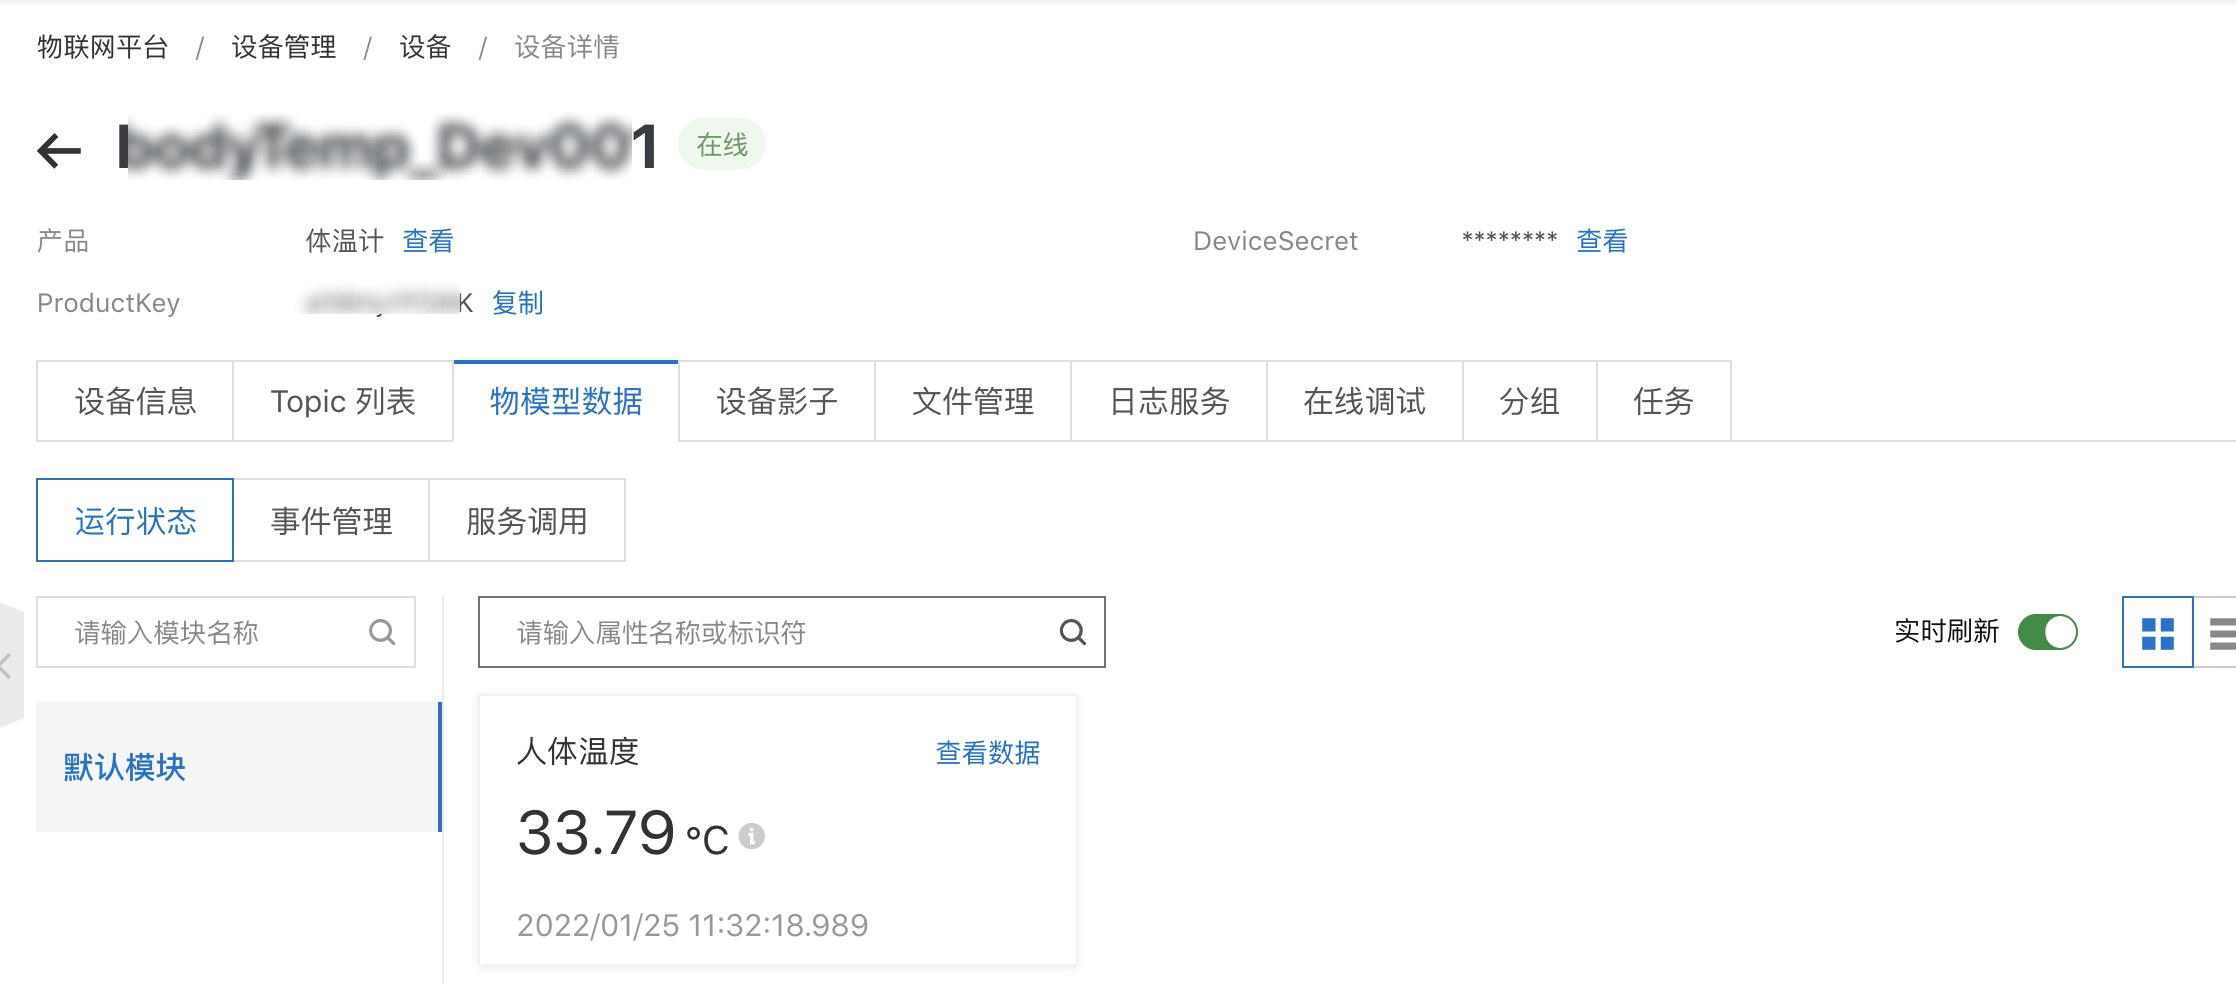 物联网平台 / 设备管理 / 设备 / 设备详情
bodyTemp_Dev001 在线
产品 体温计 查看 DeviceSecret ******** 查看
ProductKey K 复制
设备信息 Topic 列表 物模型数据 设备影子 文件管理 日志服务 在线调试 分组 任务
运行状态 事件管理 服务调用
请输入模块名称 请输入属性名称或标识符 实时刷新
默认模块
人体温度 查看数据
33.79 °C
2022/01/25 11:32:18.989